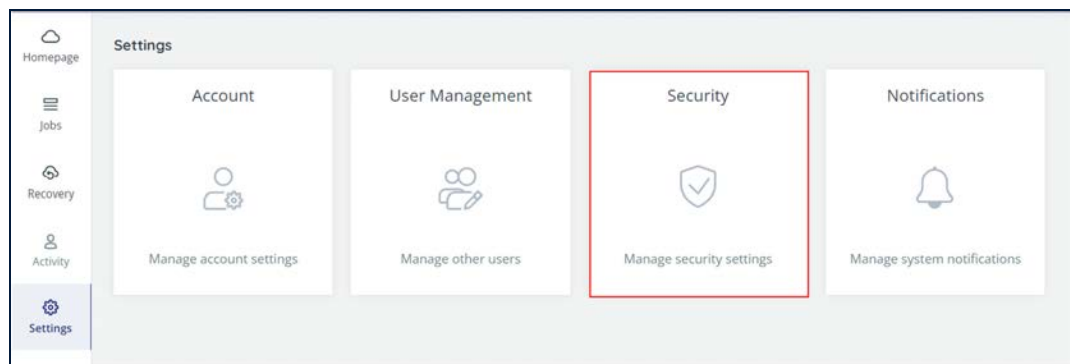 Homepage
Jobs
Recovery
Activity
Settings
Settings
Account
Manage account settings
User Management
Manage other users
Security
Manage security settings
Notifications
Manage system notifications